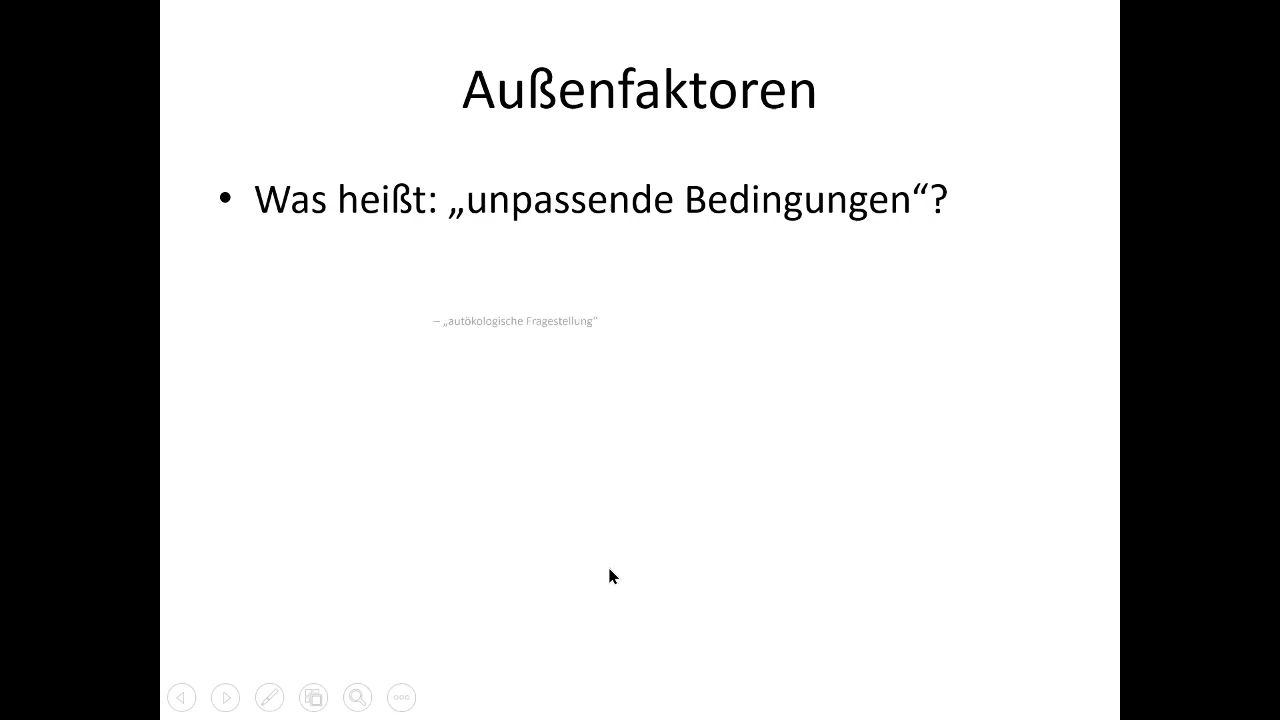 Außenfaktoren
• Was heißt: „unpassende Bedingungen“?
– „autökologische Fragestellung“